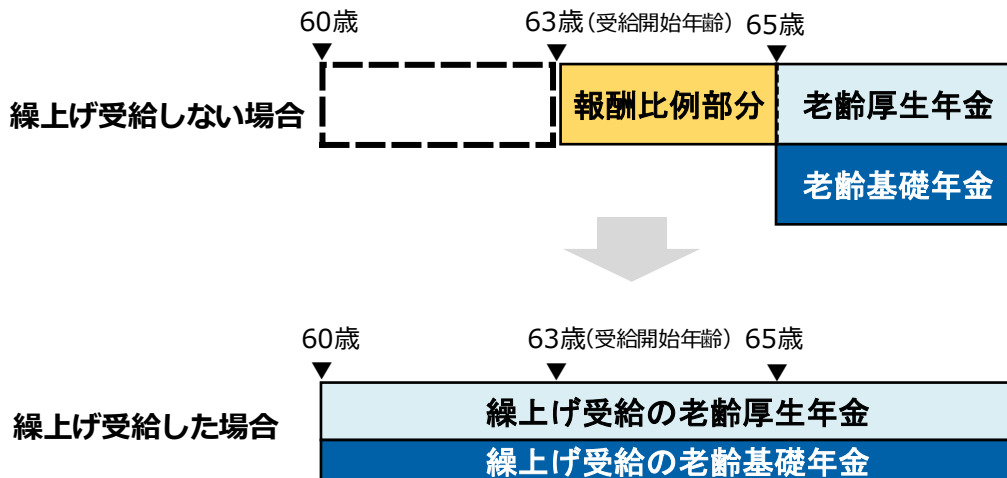 60歳 63歳(受給開始年齢) 65歳
繰上げ受給しない場合
報酬比例部分 老齢厚生年金
老齢基礎年金
60歳 63歳(受給開始年齢) 65歳
繰上げ受給した場合
繰上げ受給の老齢厚生年金
繰上げ受給の老齢基礎年金